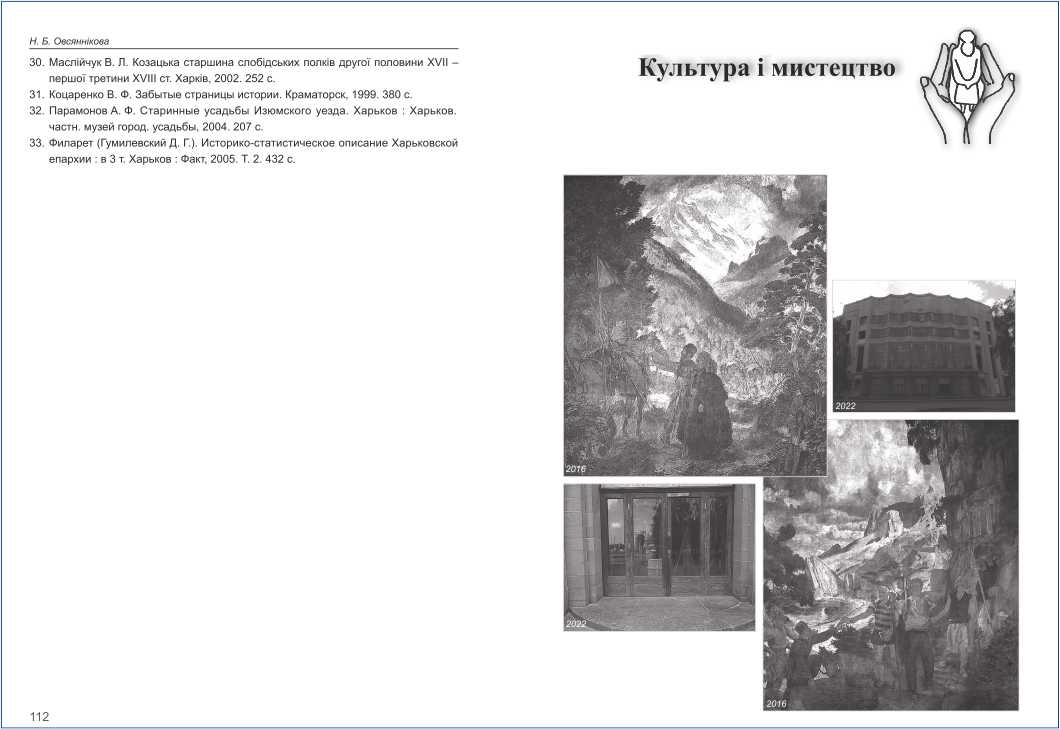 Н. Б. Овсяннікова
30. Маслійчук В. Л. Козацька старшина слобідських полків другої половини XVII –
першої третини XVIII ст. Харків, 2002. 252 с.
31. Коцаренко В. Ф. Забытые страницы истории. Краматорск, 1999. 380 с.
32. Парамонов А. Ф. Старинные усадьбы Изюмского уезда. Харьков : Харьков.
частн. музей город. усадьбы, 2004. 207 с.
33. Филарет (Гумилевский Д. Г.). Историко-статистическое описание Харьковской
епархии : в 3 т. Харьков : Факт, 2005. Т. 2. 432 с.
112
Культура і мистецтво
2016
2022
2022
2016